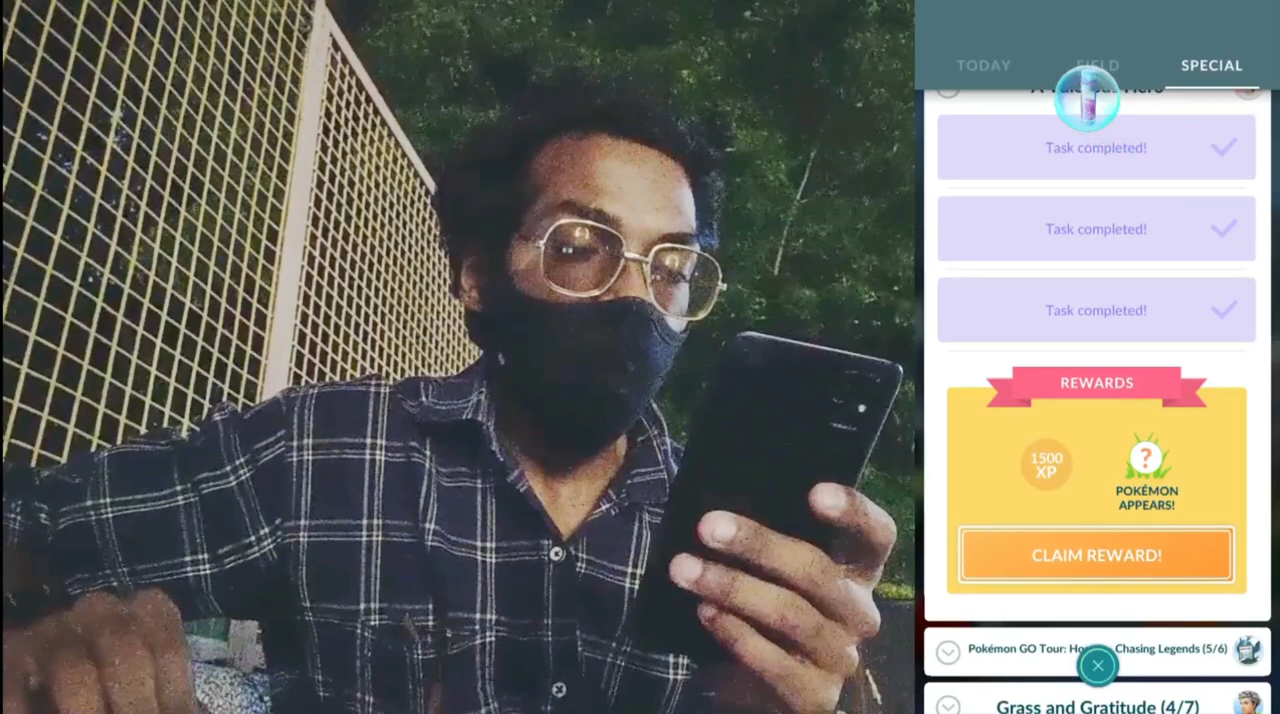 TODAY
FIELD
SPECIAL
Task completed!
Task completed!
Task completed!
REWARDS
1500
XP
?
POKÉMON
APPEARS!
CLAIM REWARD!
Pokémon GO Tour: Chasing Legends (5/6)
Grass and Gratitude (4/7)